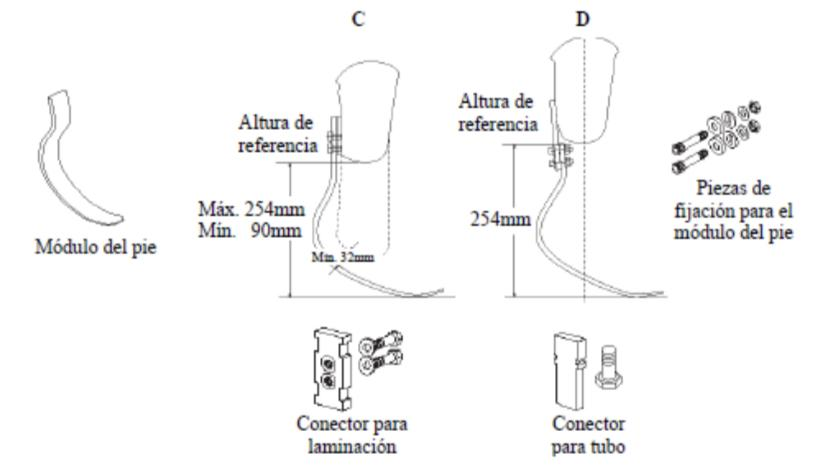 C
D
Altura de
referencia
Altura de
referencia
Máx. 254mm
Mín. 90mm
254mm
Mín. 32mm
Módulo del pie
Piezas de
fijación para el
módulo del pie
Conector para
laminación
Conector
para tubo